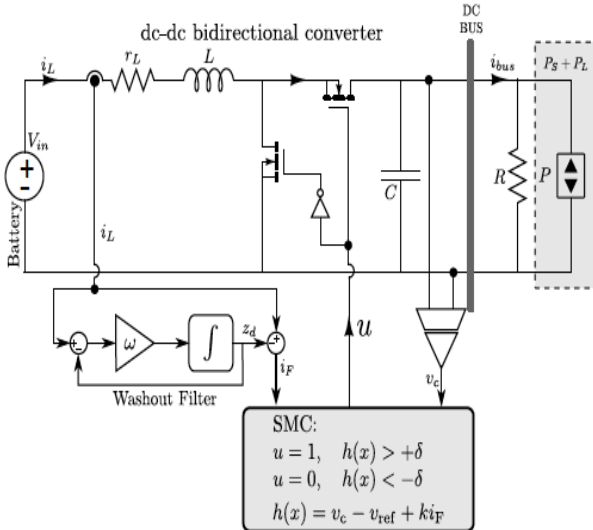 dc-dc bidirectional converter
DC
BUS
i_L
r_L
L
i_bus
P_S + P_L
V_in
+
-
Battery
C
R
P
i_L
u
ω
∫
z_d
+
-
-+
i_F
v_c
Washout Filter
SMC:
u = 1, h(x) > +δ
u = 0, h(x) < −δ
h(x) = v_c − v_ref + ki_F